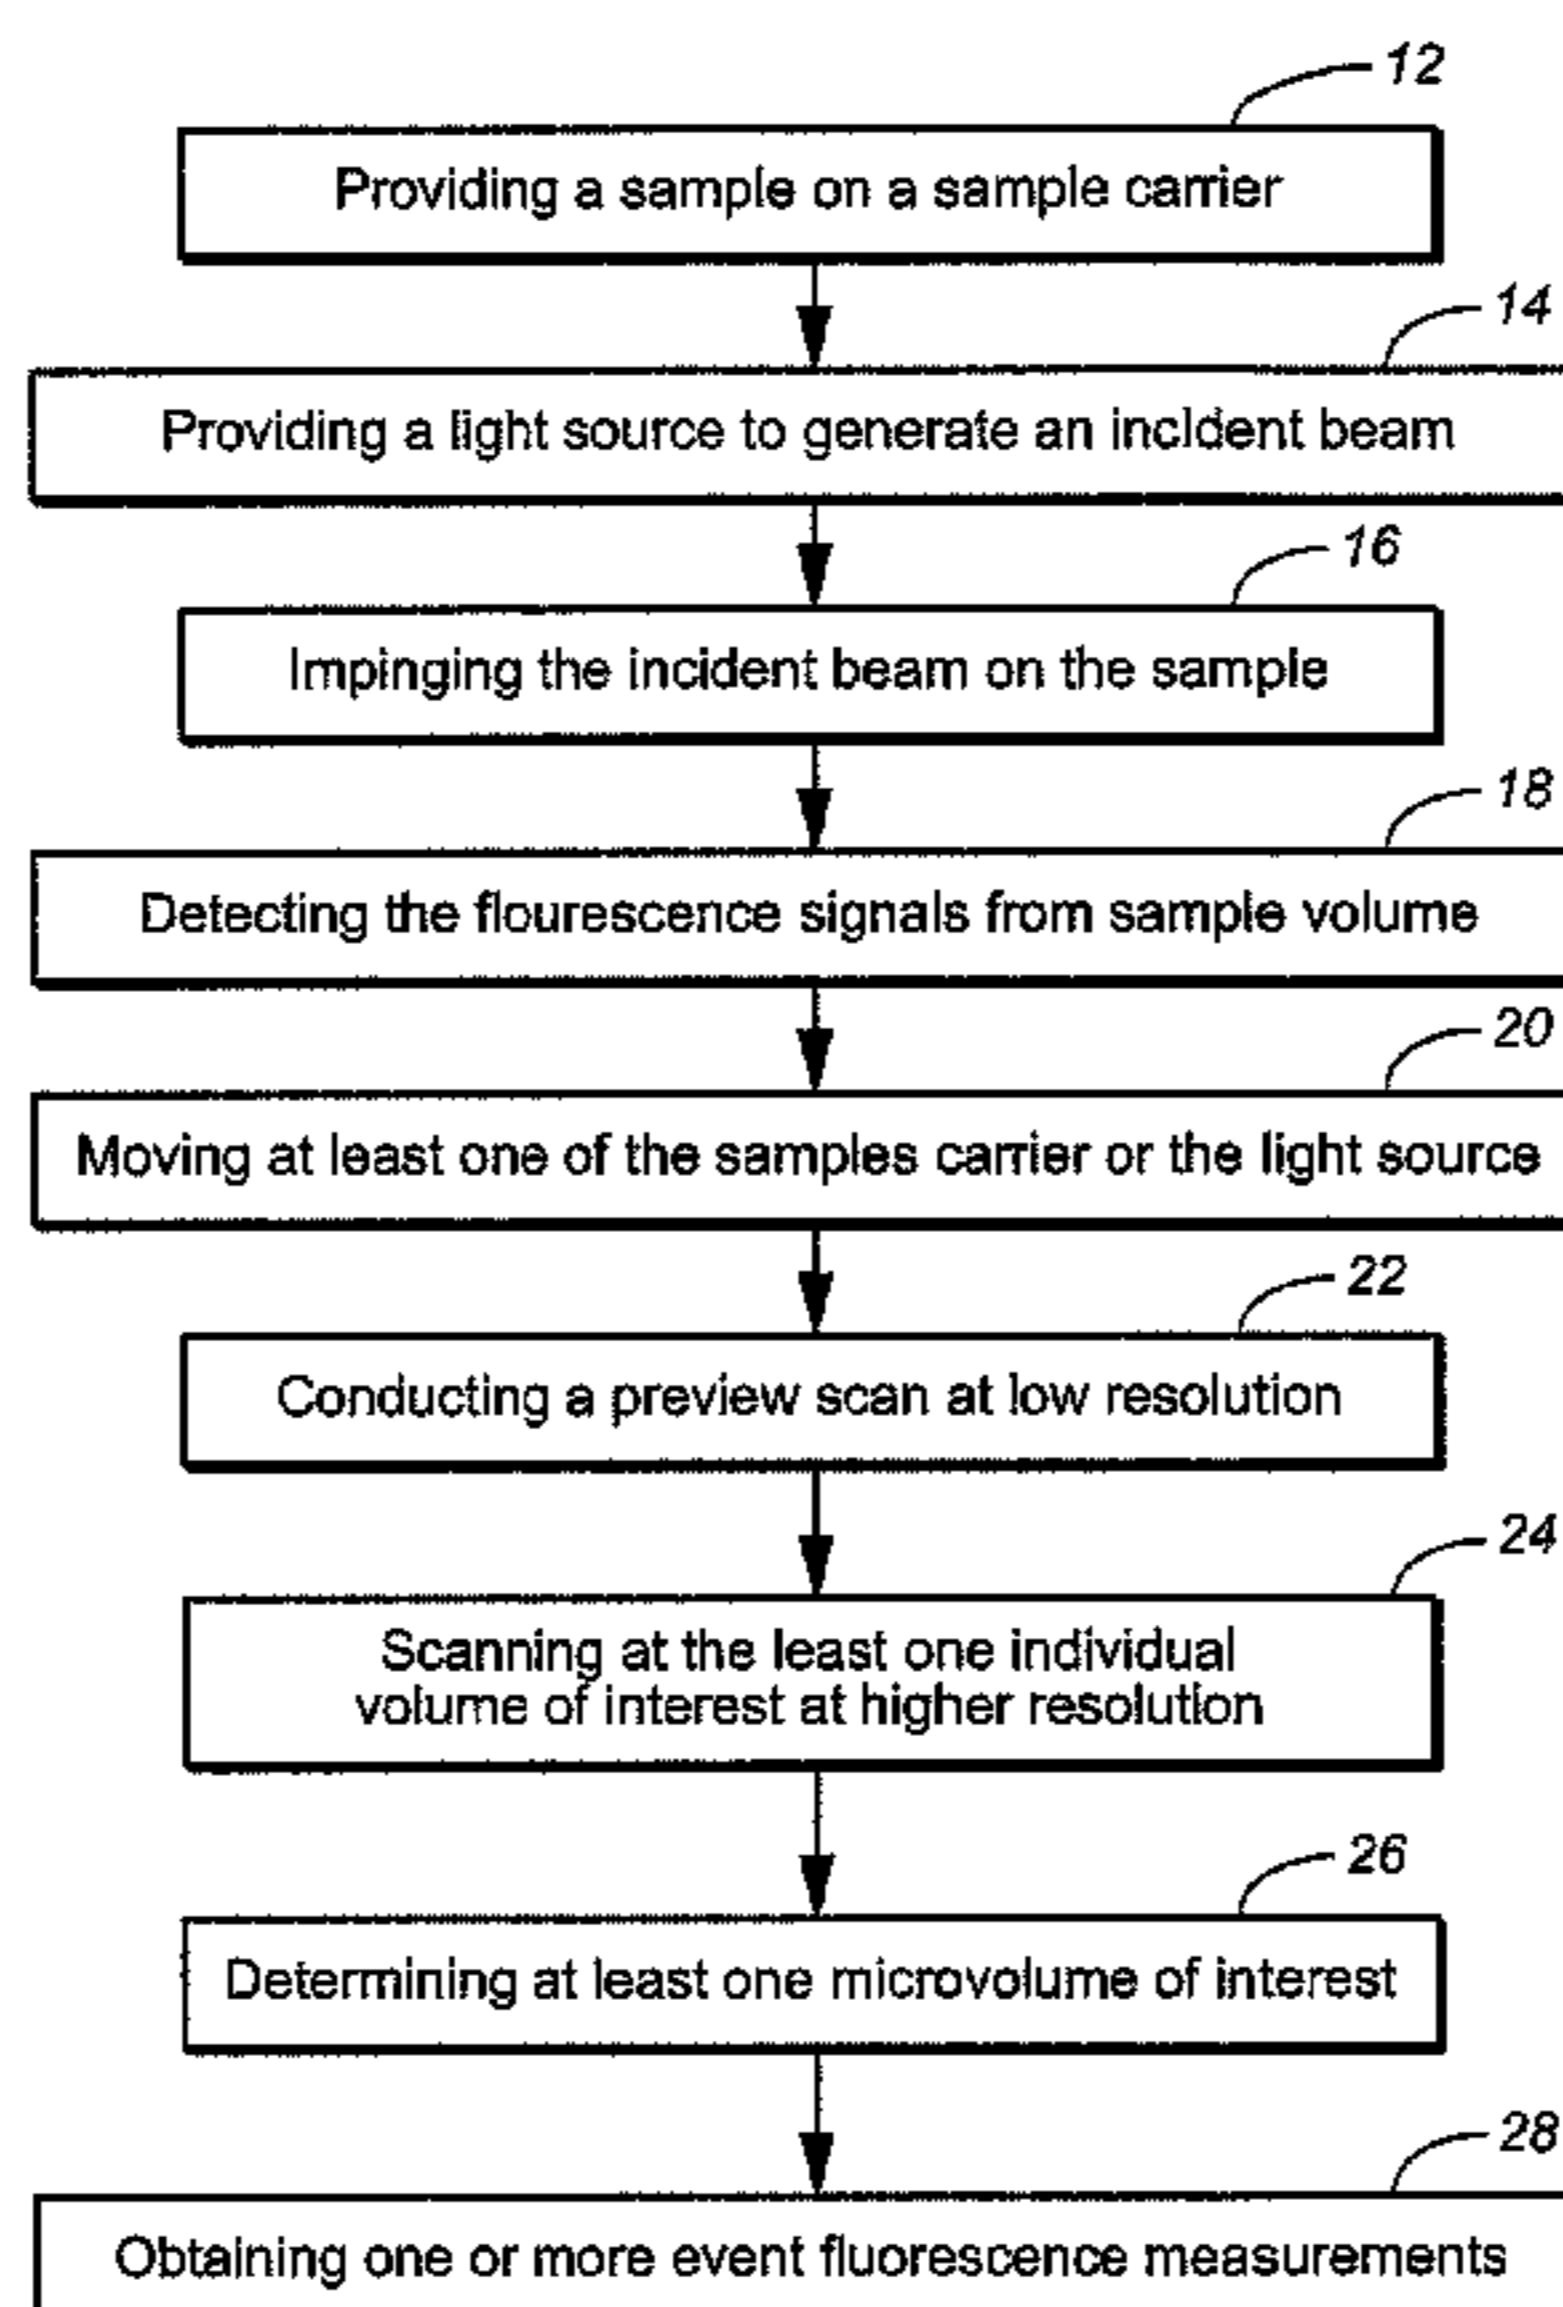 12
Providing a sample on a sample carrier
14
Providing a light source to generate an incident beam
16
Impinging the incident beam on the sample
18
Detecting the flourescence signals from sample volume
20
Moving at least one of the samples carrier or the light source
22
Conducting a preview scan at low resolution
24
Scanning at the least one individual
volume of interest at higher resolution
26
Determining at least one microvolume of interest
28
Obtaining one or more event fluorescence measurements